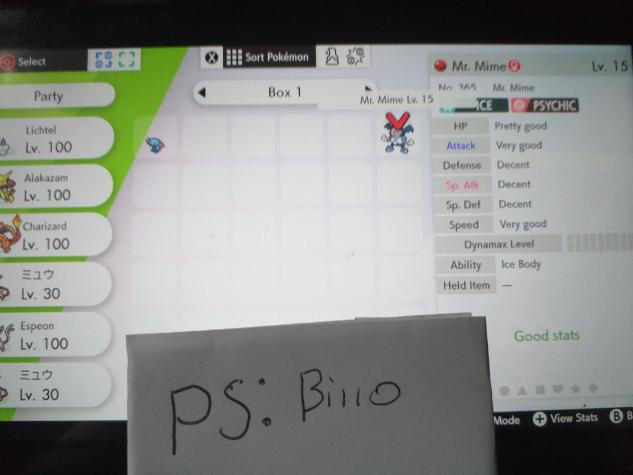 Select
X Sort Pokémon
Party
Box 1
Mr. Mime Lv. 15
Lichtel
Lv. 100
Alakazam
Lv. 100
Charizard
Lv. 100
ミュウ
Lv. 30
Espeon
Lv. 100
ミュウ
Lv. 30
Mr. Mime Lv. 15
No. 365 Mr. Mime
ICE PSYCHIC
HP Pretty good
Attack Very good
Defense Decent
Sp. Atk Decent
Sp. Def Decent
Speed Very good
Dynamax Level
Ability Ice Body
Held Item —
Good stats
Mode + View Stats B B
PS: Billo